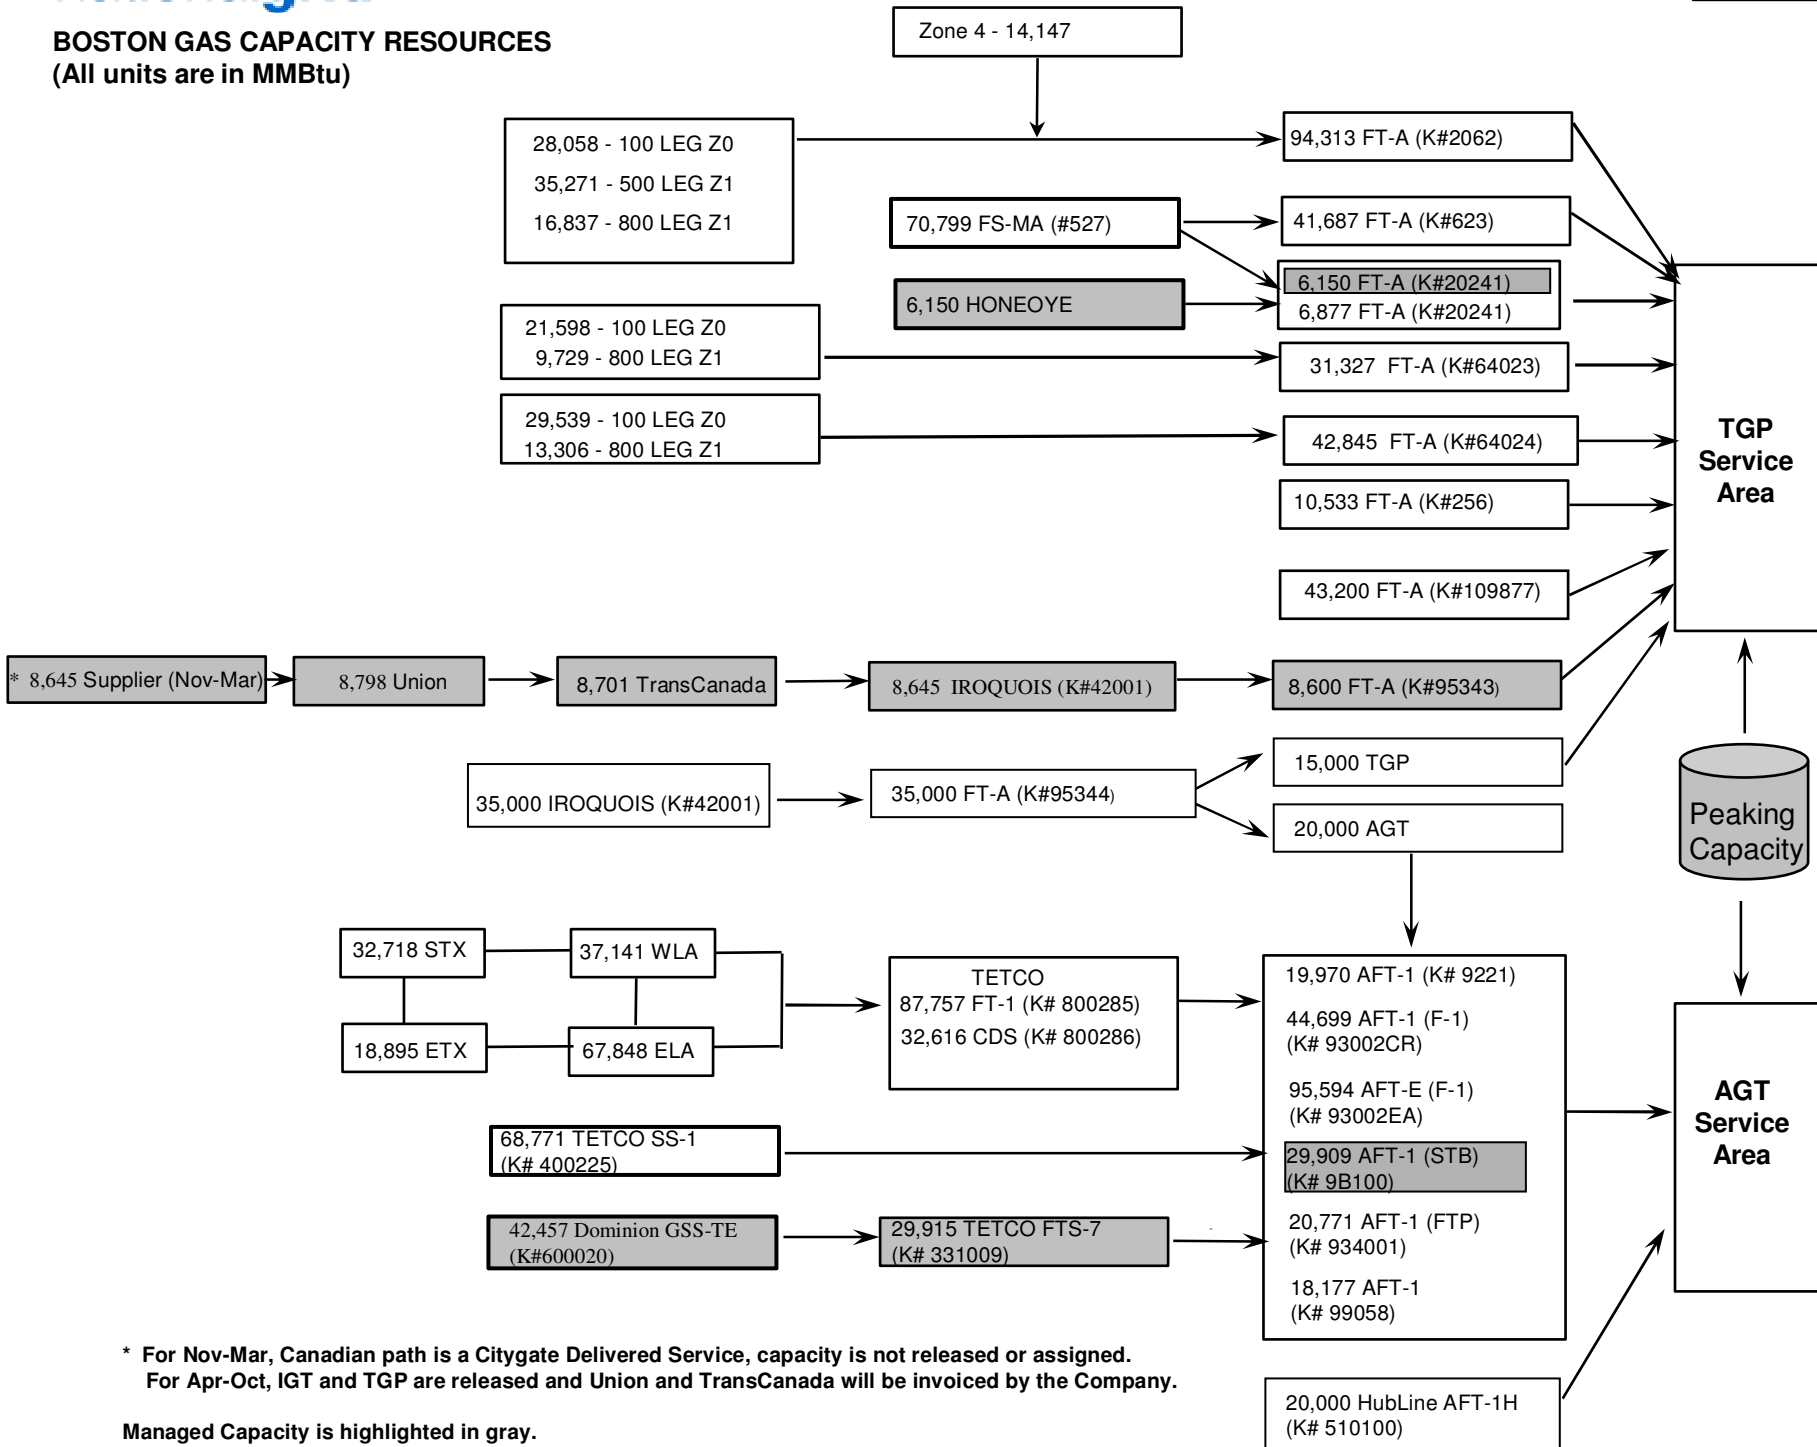 BOSTON GAS CAPACITY RESOURCES
(All units are in MMBtu)
Zone 4 - 14,147
28,058 - 100 LEG Z0
35,271 - 500 LEG Z1
16,837 - 800 LEG Z1
94,313 FT-A (K#2062)
70,799 FS-MA (#527)
41,687 FT-A (K#623)
6,150 HONEOYE
6,150 FT-A (K#20241)
6,877 FT-A (K#20241)
21,598 - 100 LEG Z0
9,729 - 800 LEG Z1
31,327 FT-A (K#64023)
29,539 - 100 LEG Z0
13,306 - 800 LEG Z1
42,845 FT-A (K#64024)
10,533 FT-A (K#256)
43,200 FT-A (K#109877)
TGP
Service
Area
* 8,645 Supplier (Nov-Mar)
8,798 Union
8,701 TransCanada
8,645 IROQUOIS (K#42001)
8,600 FT-A (K#95343)
35,000 IROQUOIS (K#42001)
35,000 FT-A (K#95344)
15,000 TGP
20,000 AGT
Peaking
Capacity
32,718 STX
37,141 WLA
18,895 ETX
67,848 ELA
TETCO
87,757 FT-1 (K# 800285)
32,616 CDS (K# 800286)
68,771 TETCO SS-1
(K# 400225)
42,457 Dominion GSS-TE
(K#600020)
29,915 TETCO FTS-7
(K# 331009)
19,970 AFT-1 (K# 9221)
44,699 AFT-1 (F-1)
(K# 93002CR)
95,594 AFT-E (F-1)
(K# 93002EA)
29,909 AFT-1 (STB)
(K# 9B100)
20,771 AFT-1 (FTP)
(K# 934001)
18,177 AFT-1
(K# 99058)
AGT
Service
Area
20,000 HubLine AFT-1H
(K# 510100)
* For Nov-Mar, Canadian path is a Citygate Delivered Service, capacity is not released or assigned.
For Apr-Oct, IGT and TGP are released and Union and TransCanada will be invoiced by the Company.
Managed Capacity is highlighted in gray.